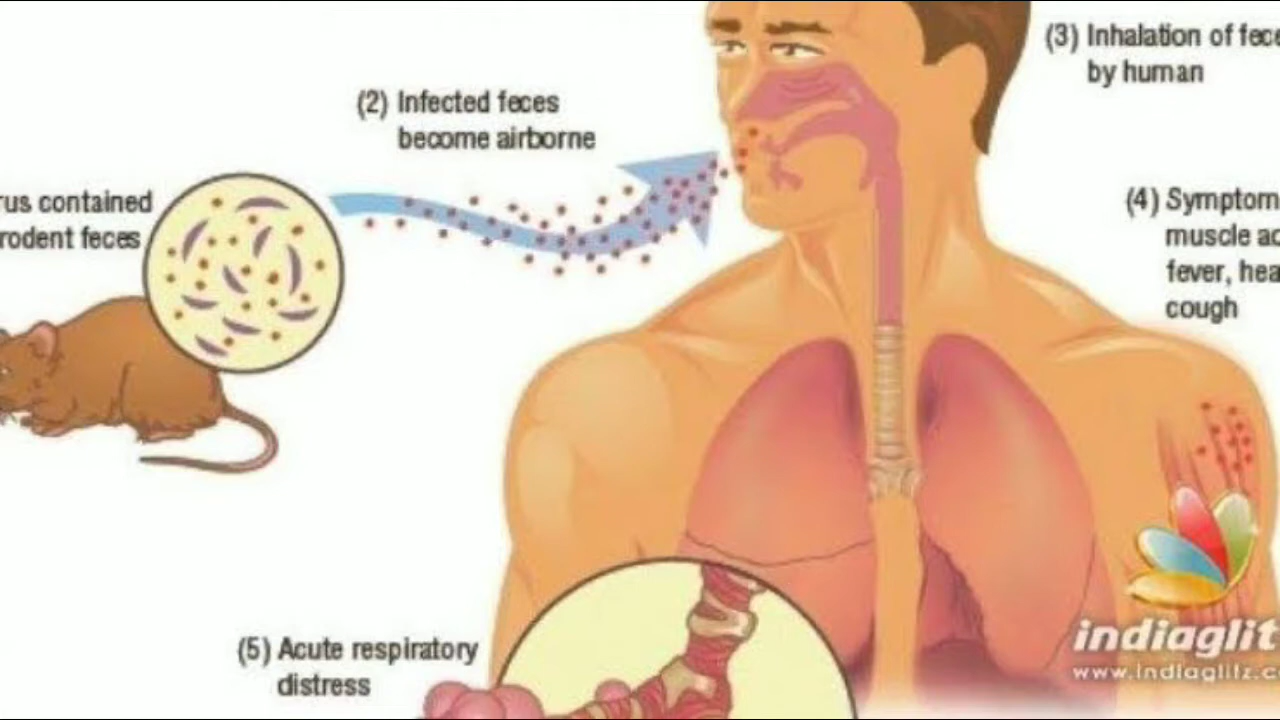 rus contained
rodent feces
(2) Infected feces
become airborne
(3) Inhalation of fece
by human
(4) Symptom
muscle ac
fever, hea
cough
(5) Acute respiratory
distress
indiaglit
www.indiaglitz.c